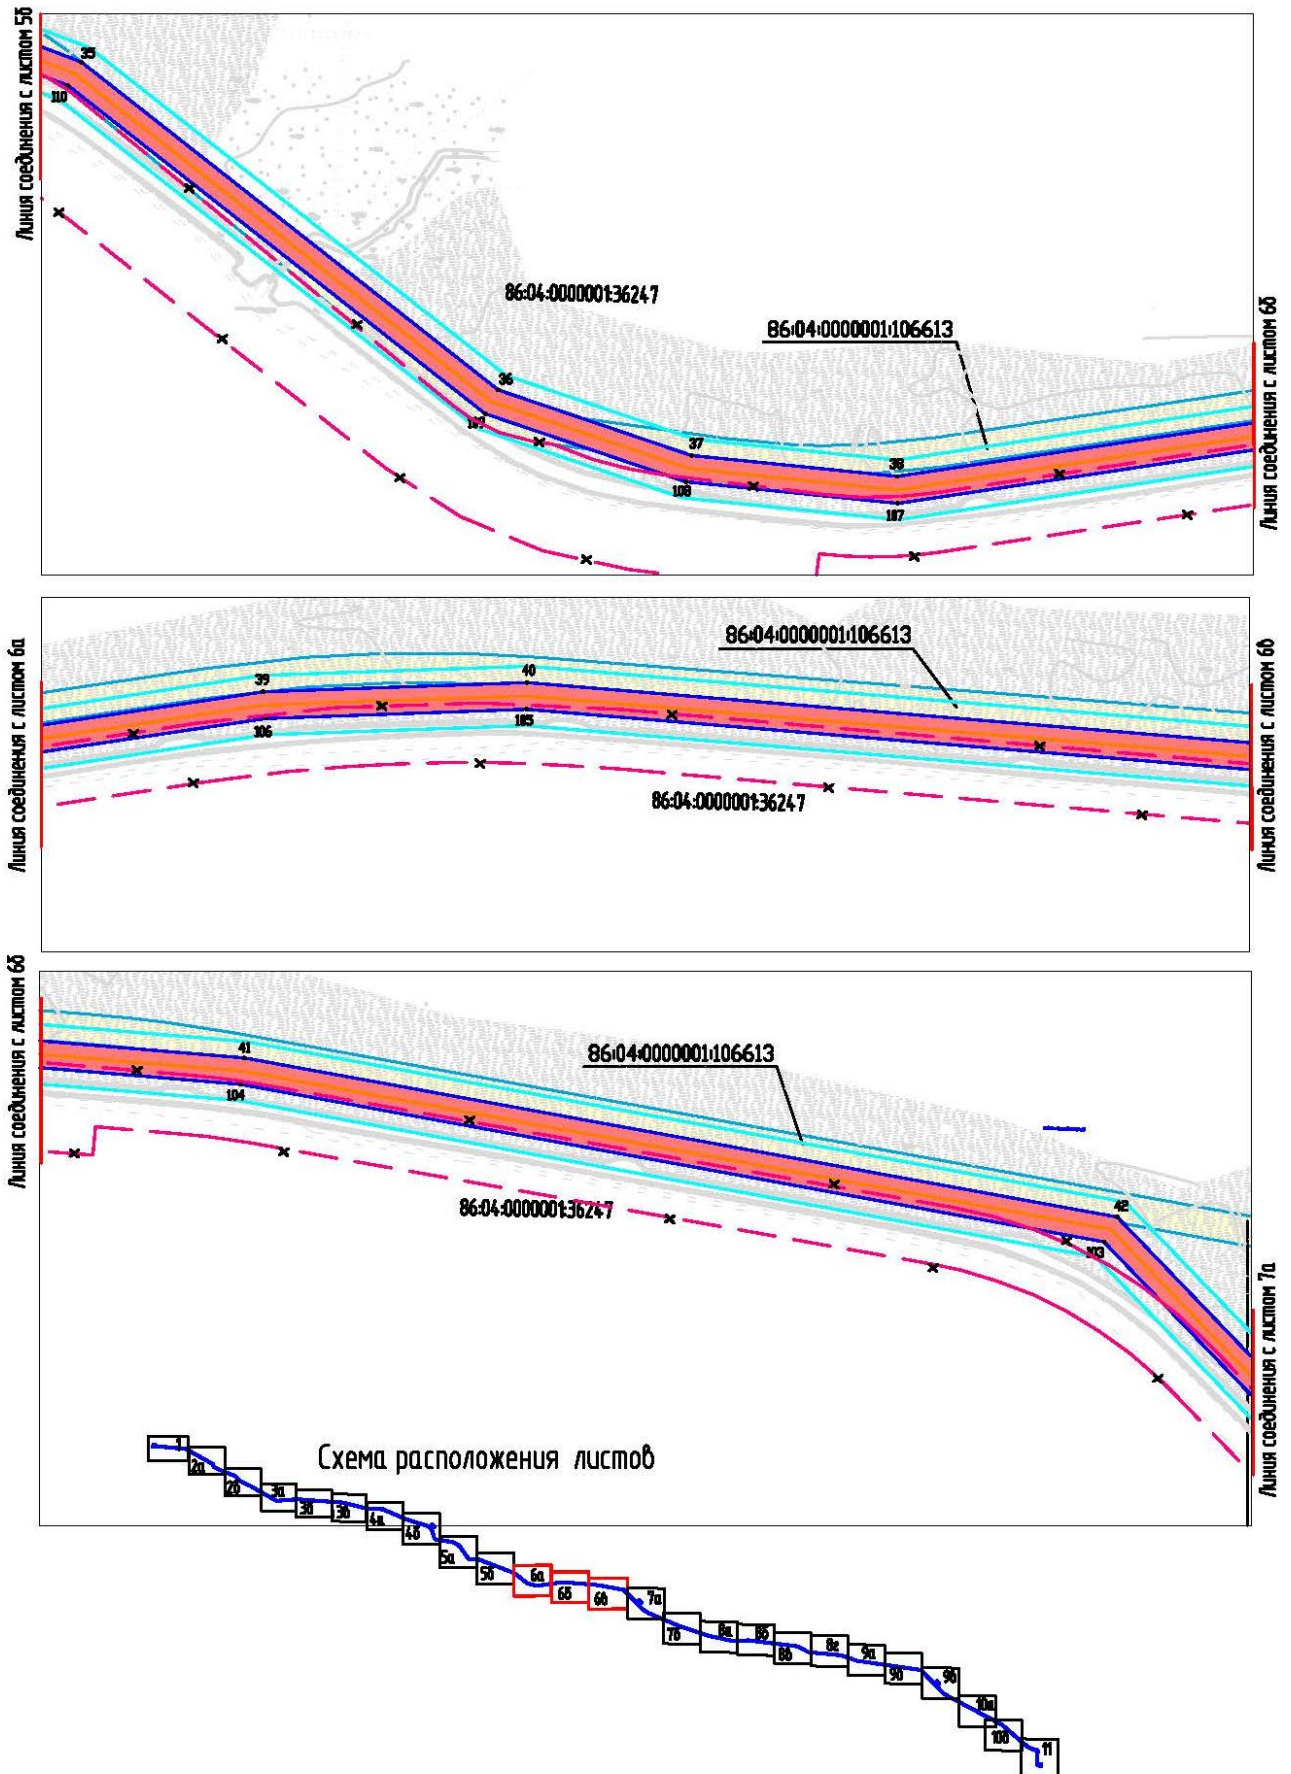 Линия соединения с листом 5б
35
110
86:04:0000001:36247
86:04:0000001:106613
36
109
37
38
108
107
Линия соединения с листом 6б
Линия соединения с листом 6а
86:04:0000001:106613
39
40
106
105
86:04:0000001:36247
Линия соединения с листом 6в
Линия соединения с листом 6б
41
86:04:0000001:106613
104
86:04:0000001:36247
42
103
Линия соединения с листом 7а
Схема расположения листов
1
2а
2б
3а
3б
3в
4а
4б
5а
5б
6а
6б
6в
7а
7б
8а
8б
8в
8г
9а
9б
9в
10а
10б
11